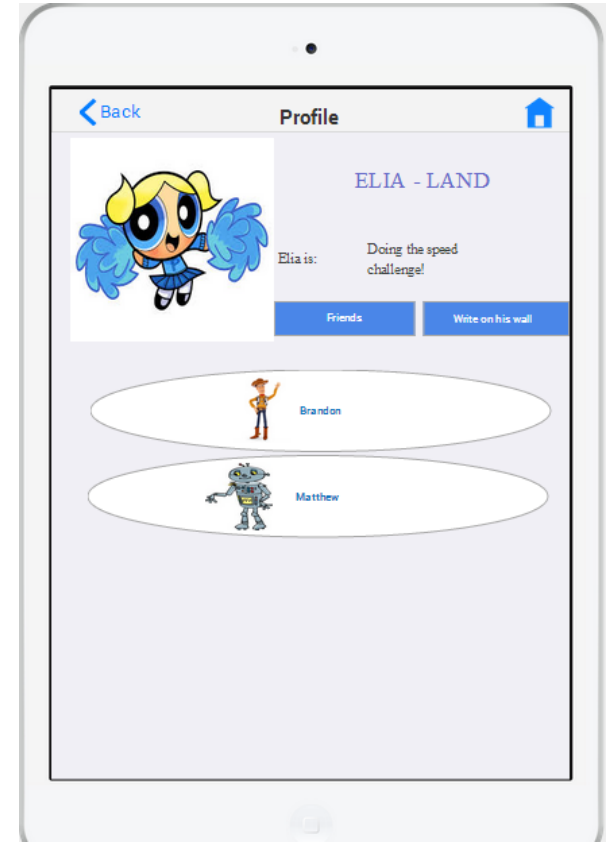 Back
Profile
ELIA - LAND
Elia is:
Doing the speed
challenge!
Friends
Write on his wall
Brandon
Matthew